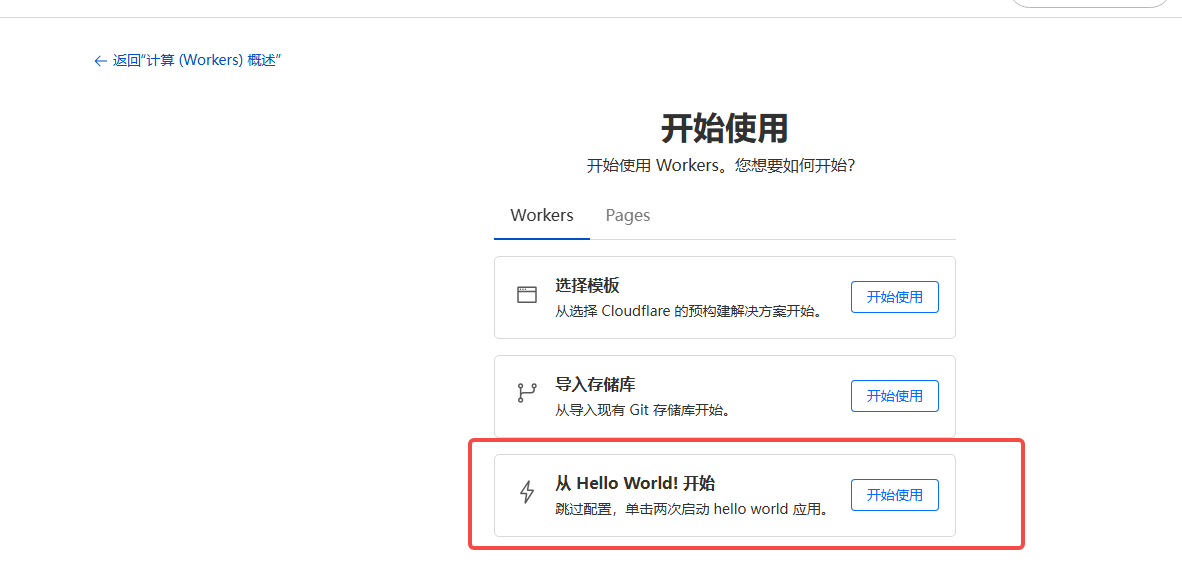 ← 返回“计算 (Workers) 概述”
开始使用
开始使用 Workers。您想要如何开始？
Workers Pages
选择模板
从选择 Cloudflare 的预构建解决方案开始。
开始使用
导入存储库
从导入现有 Git 存储库开始。
开始使用
从 Hello World! 开始
跳过配置，单击两次启动 hello world 应用。
开始使用